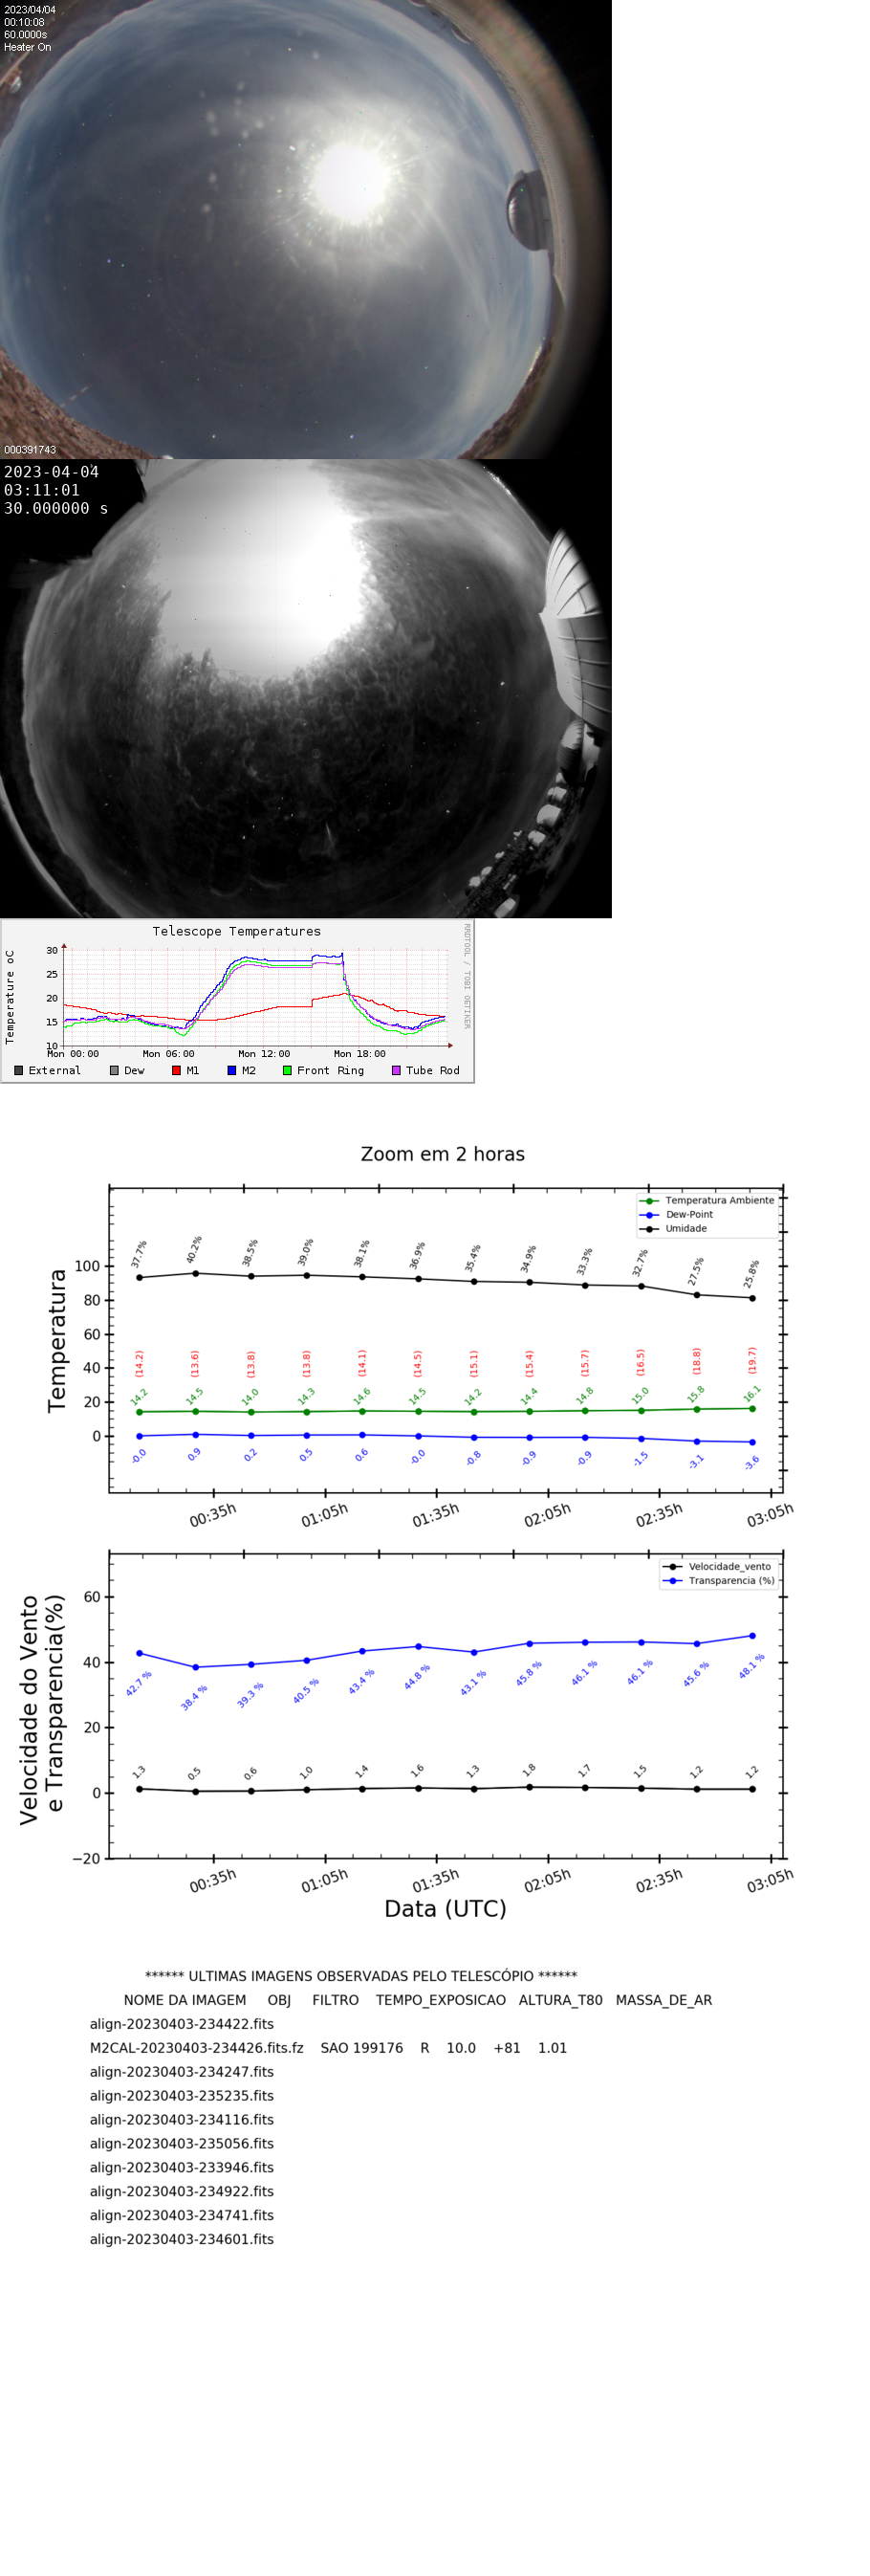 2023/04/04
00:10:08
60.0000s
Heater On
000391743
2023-04-04
03:11:01
30.000000 s
Telescope Temperatures
RRDTOOL / TOBI OETIKER
Temperature oC
30
25
20
15
10
Mon 00:00 Mon 06:00 Mon 12:00 Mon 18:00
External Dew M1 M2 Front Ring Tube Rod
Zoom em 2 horas
Temperatura Ambiente
Dew-Point
Umidade
Temperatura
100
80
60
40
20
0
37.7% 40.2% 38.5% 39.0% 38.1% 36.9% 35.4% 34.9% 33.3% 32.7% 27.5% 25.8%
(14.2) (13.6) (13.8) (13.8) (14.1) (14.5) (15.1) (15.4) (15.7) (16.5) (18.8) (19.7)
14.2 14.5 14.0 14.3 14.6 14.5 14.2 14.4 14.8 15.0 15.8 16.1
-0.0 0.9 0.2 0.5 0.6 -0.0 -0.8 -0.9 -0.9 -1.5 -3.1 -3.6
00:35h 01:05h 01:35h 02:05h 02:35h 03:05h
Velocidade_vento
Transparencia (%)
Velocidade do Vento
e Transparencia(%)
60
40
20
0
−20
42.7 % 38.4 % 39.3 % 40.5 % 43.4 % 44.8 % 43.1 % 45.8 % 46.1 % 46.1 % 45.6 % 48.1 %
1.3 0.5 0.6 1.0 1.4 1.6 1.3 1.8 1.7 1.5 1.2 1.2
00:35h 01:05h 01:35h 02:05h 02:35h 03:05h
Data (UTC)
****** ULTIMAS IMAGENS OBSERVADAS PELO TELESCÓPIO ******
NOME DA IMAGEM OBJ FILTRO TEMPO_EXPOSICAO ALTURA_T80 MASSA_DE_AR
align-20230403-234422.fits
M2CAL-20230403-234426.fits.fz SAO 199176 R 10.0 +81 1.01
align-20230403-234247.fits
align-20230403-235235.fits
align-20230403-234116.fits
align-20230403-235056.fits
align-20230403-233946.fits
align-20230403-234922.fits
align-20230403-234741.fits
align-20230403-234601.fits